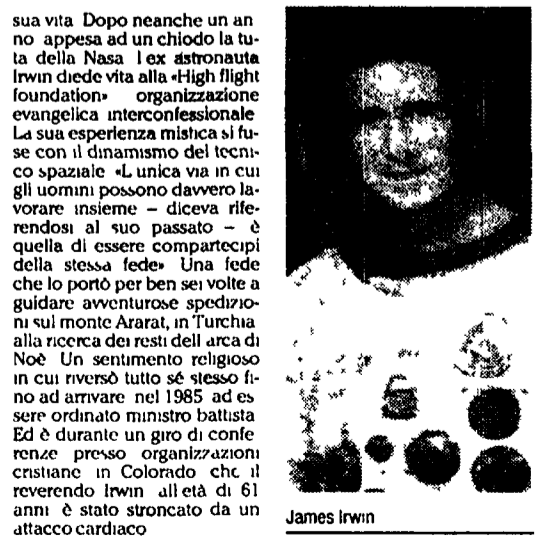 sua vita Dopo neanche un an
no appesa ad un chiodo la tu-
ta della Nasa l ex astronauta
Irwin diede vita alla «High flight
foundation» organizzazione
evangelica interconfessionale
La sua esperienza mistica si fu-
se con il dinamismo del tecni-
co spaziale «L unica via in cui
gli uomini possono davvero la-
vorare insieme – diceva rife-
rendosi al suo passato – è
quella di essere compartecipi
della stessa fede» Una fede
che lo portò per ben sei volte a
guidare avventurose spedizio-
ni sul monte Ararat, in Turchia
alla ricerca dei resti dell arca di
Noè Un sentimento religioso
in cui riversò tutto sé stesso fi-
no ad arrivare nel 1985 ad es
sere ordinato ministro battista
Ed è durante un giro di confe
renze presso organizzazioni
cristiane in Colorado che il
reverendo Irwin all età di 61
anni è stato stroncato da un
attacco cardiaco
James Irwin